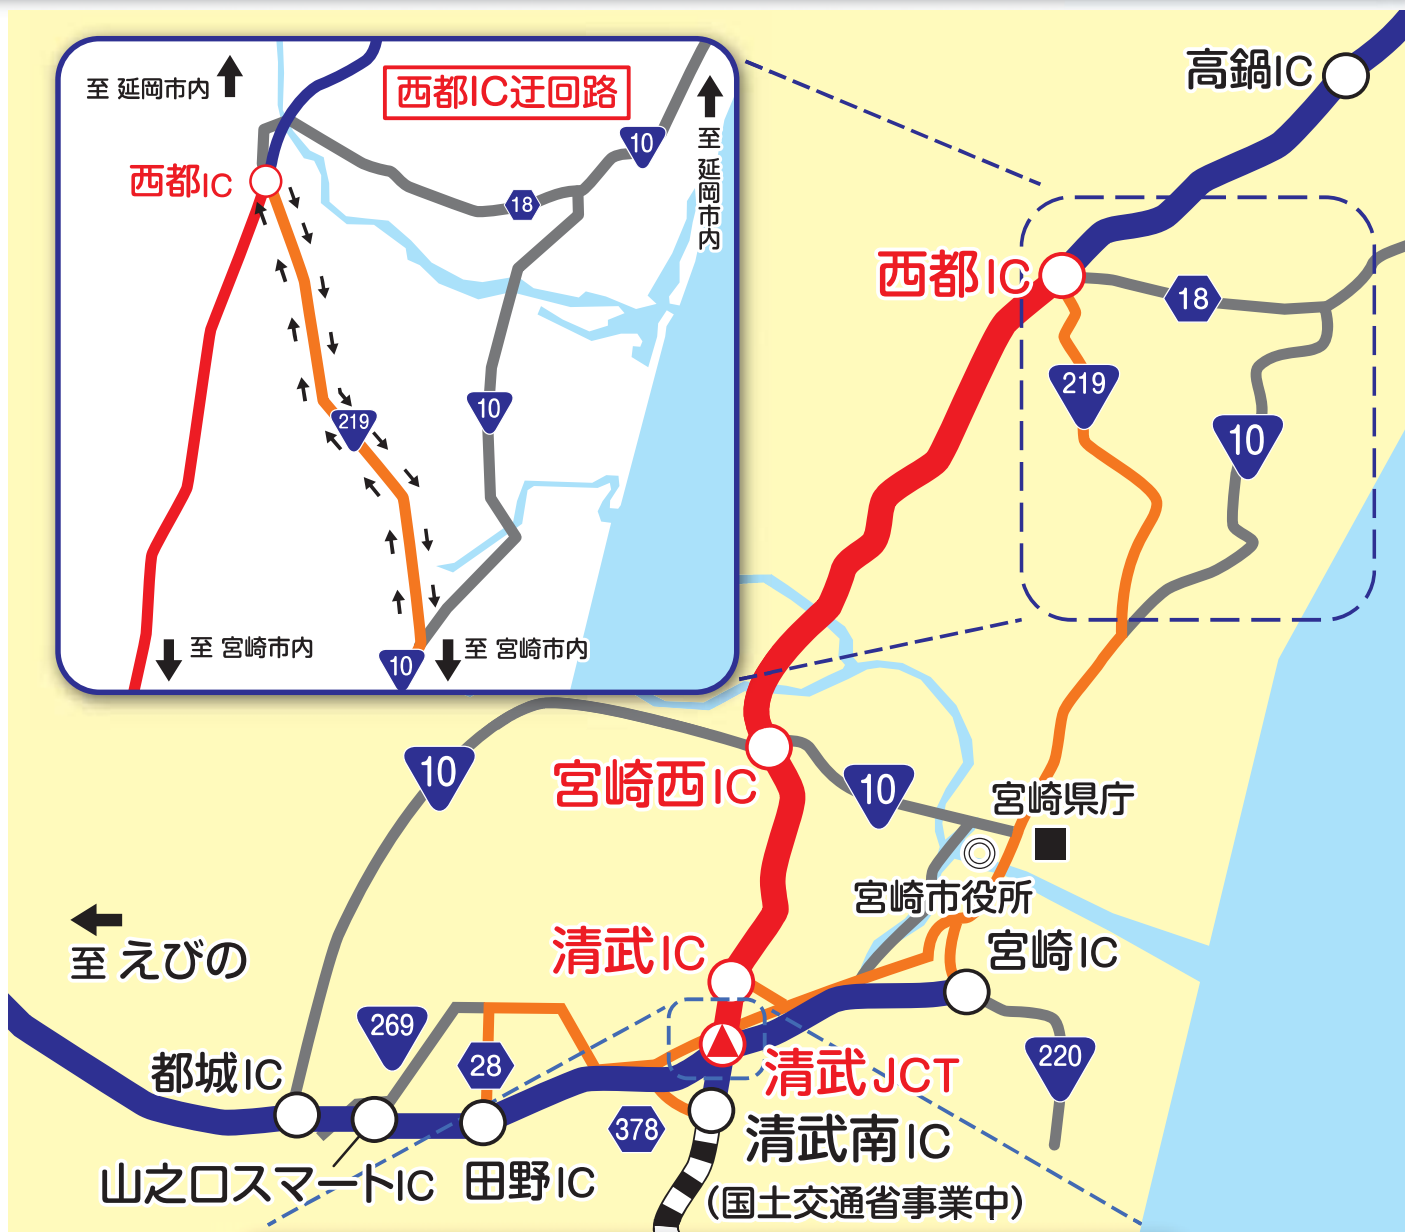 至 延岡市内
西都IC迂回路
10
至 延岡市内
西都IC
18
10
219
至 宮崎市内
10
至 宮崎市内
高鍋IC
西都IC
18
219
10
10
宮崎西IC
10
宮崎県庁
宮崎市役所
至 えびの
清武IC
宮崎IC
269
28
220
都城IC
清武JCT
378
清武南IC
山之口スマートIC
田野IC
(国土交通省事業中)